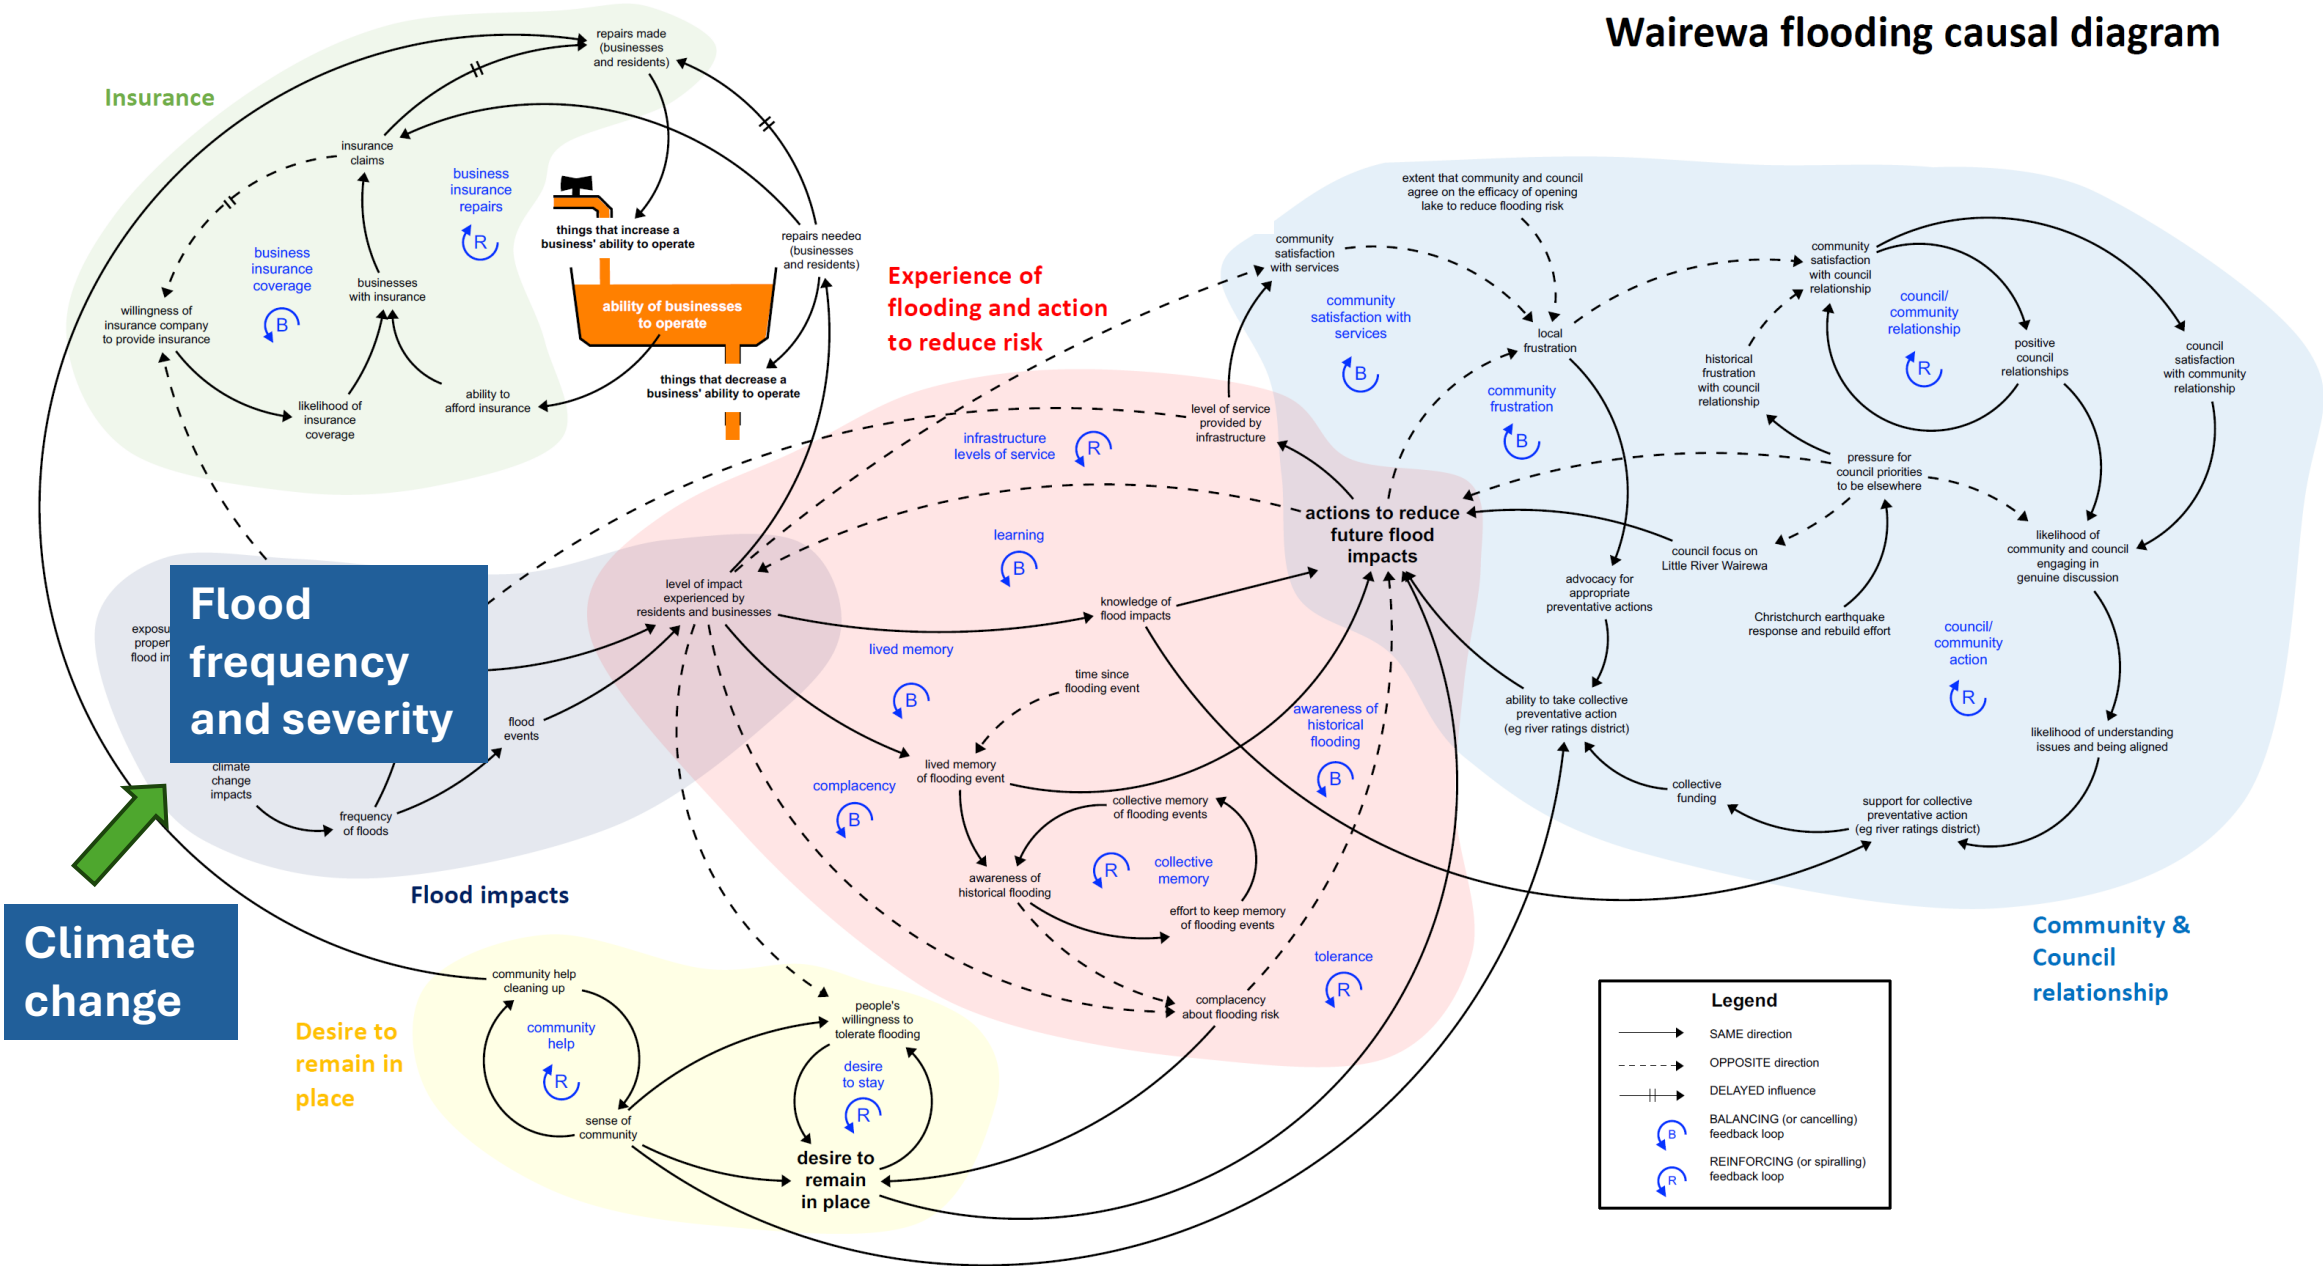 Wairewa flooding causal diagram
Insurance
repairs made
(businesses
and residents)
insurance
claims
business
insurance
repairs
R
business
insurance
coverage
B
businesses
with insurance
willingness of
insurance company
to provide insurance
likelihood of
insurance
coverage
ability to
afford insurance
things that increase a
business' ability to operate
ability of businesses
to operate
things that decrease a
business' ability to operate
repairs needed
(businesses
and residents)
Experience of
flooding and action
to reduce risk
infrastructure
levels of service
R
level of service
provided by
infrastructure
learning
B
actions to reduce
future flood
impacts
level of impact
experienced by
residents and businesses
knowledge of
flood impacts
lived memory
B
time since
flooding event
lived memory
of flooding event
awareness of
historical
flooding
B
complacency
B
collective memory
of flooding events
R
collective
memory
awareness of
historical flooding
effort to keep memory
of flooding events
tolerance
R
complacency
about flooding risk
extent that community and council
agree on the efficacy of opening
lake to reduce flooding risk
community
satisfaction
with services
community
satisfaction with
services
B
local
frustration
community
frustration
B
community
satisfaction
with council
relationship
council/
community
relationship
R
historical
frustration
with council
relationship
positive
council
relationships
council
satisfaction
with community
relationship
pressure for
council priorities
to be elsewhere
council focus on
Little River Wairewa
likelihood of
community and council
engaging in
genuine discussion
advocacy for
appropriate
preventative actions
Christchurch earthquake
response and rebuild effort
council/
community
action
R
ability to take collective
preventative action
(eg river ratings district)
likelihood of understanding
issues and being aligned
collective
funding
support for collective
preventative action
(eg river ratings district)
Community &
Council
relationship
Flood
frequency
and severity
exposu
proper
flood in
climate
change
impacts
frequency
of floods
flood
events
Flood impacts
Climate
change
Desire to
remain in
place
community help
cleaning up
community
help
R
sense of
community
people's
willingness to
tolerate flooding
desire
to stay
R
desire to
remain
in place
Legend
SAME direction
OPPOSITE direction
DELAYED influence
B
BALANCING (or cancelling)
feedback loop
R
REINFORCING (or spiralling)
feedback loop